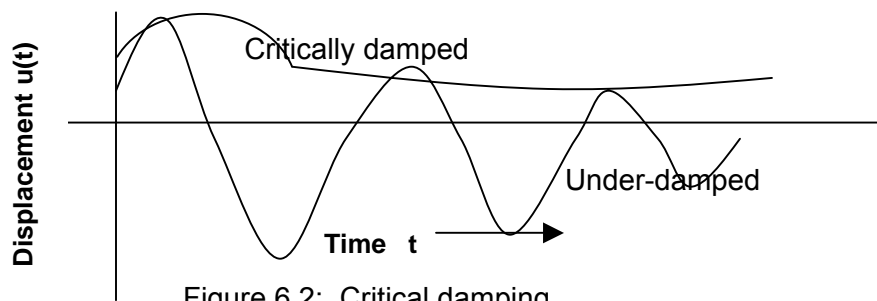 Displacement u(t)
Critically damped
Under-damped
Time t
Figure 6.2: Critical damping